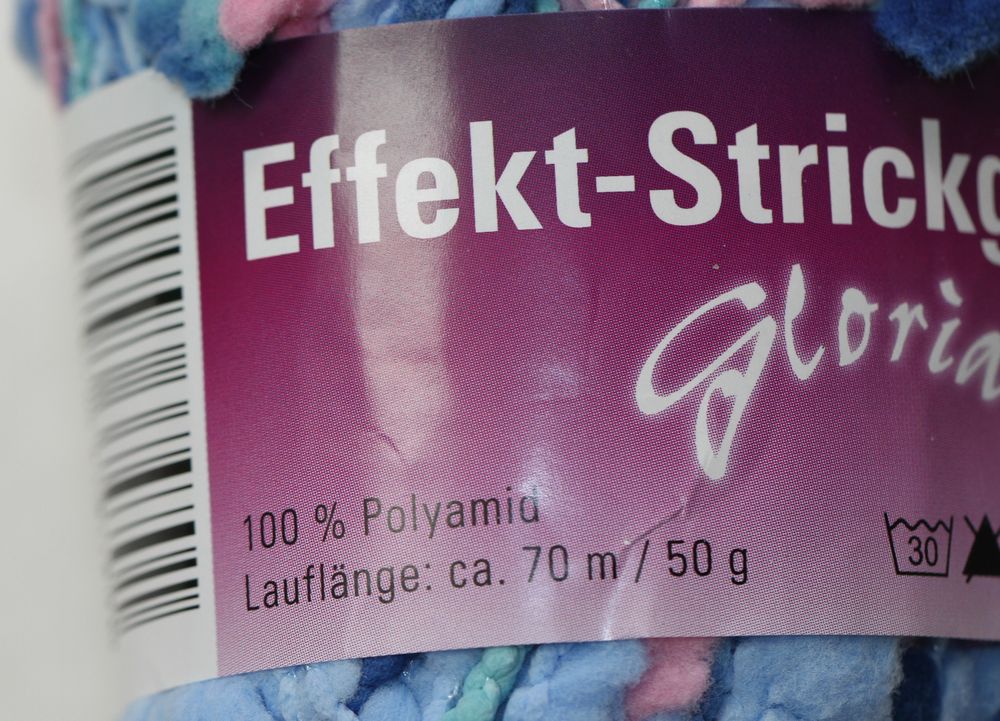 Effekt-Strickg
Gloria
100 % Polyamid
Lauflänge: ca. 70 m / 50 g
30